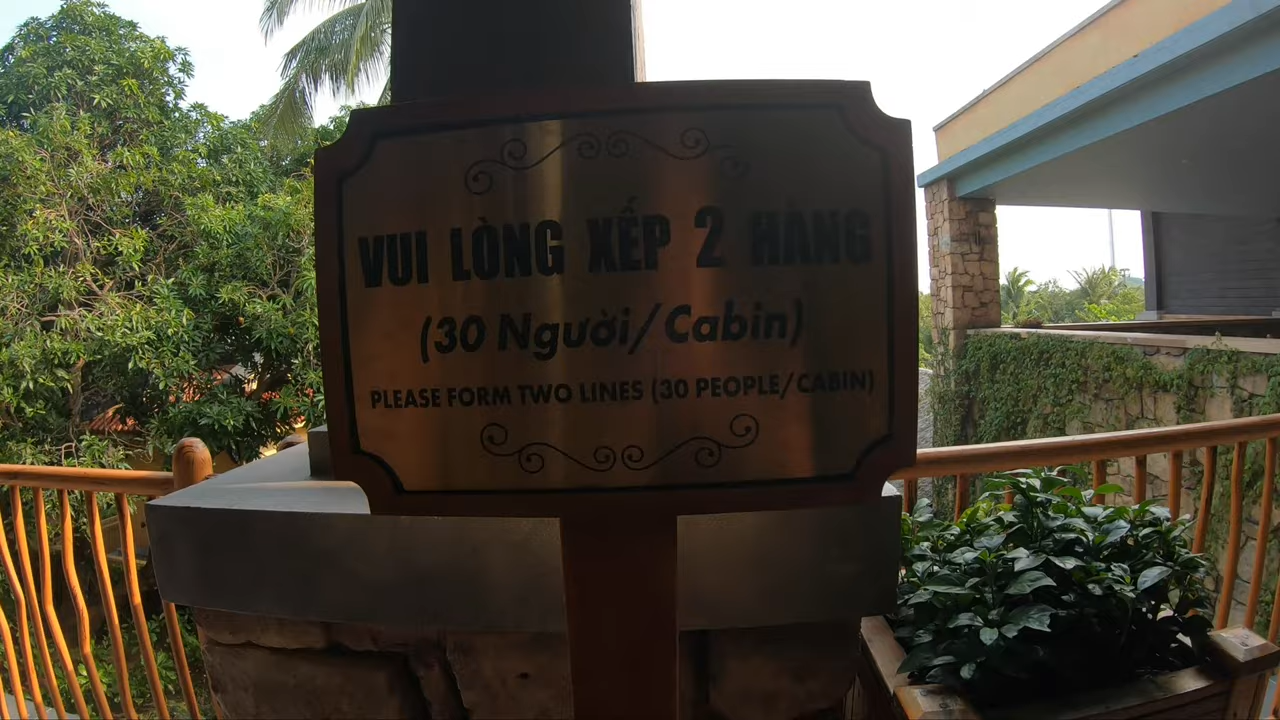 VUI LÒNG XẾP 2 HÀNG
(30 Người/Cabin)
PLEASE FORM TWO LINES (30 PEOPLE/CABIN)